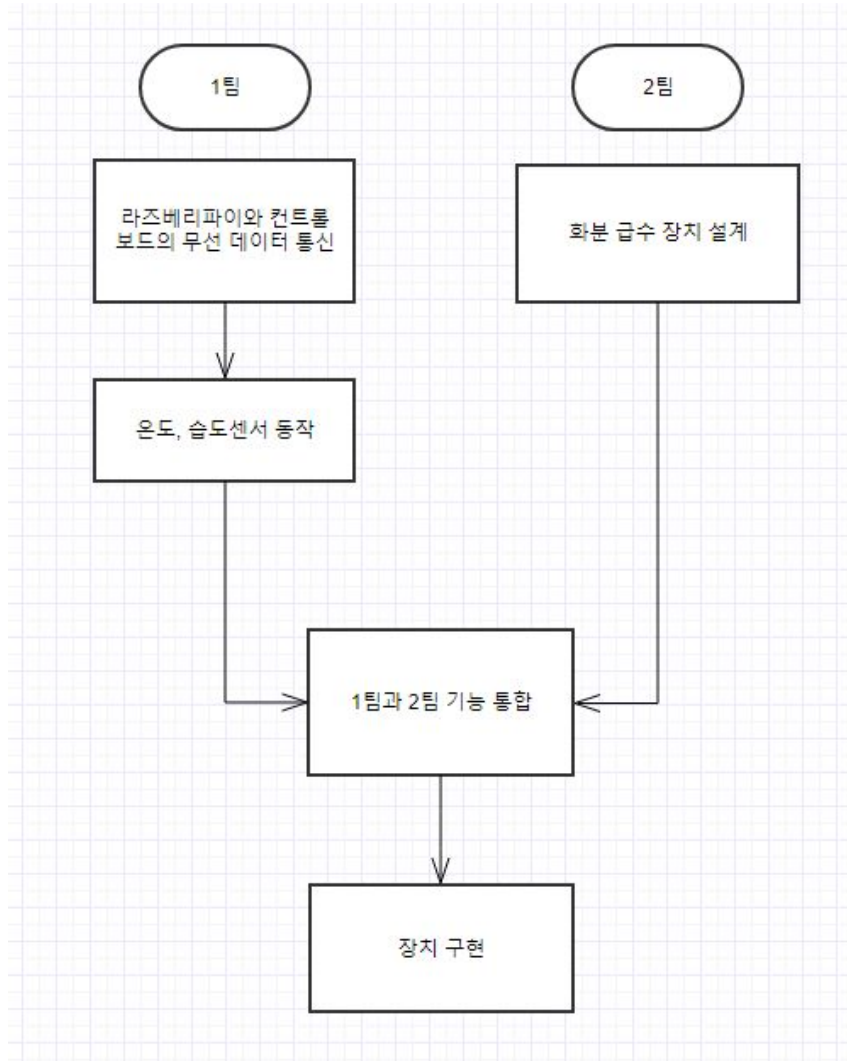 1팀
2팀
라즈베리파이와 컨트롤
보드의 무선 데이터 통신
화분 급수 장치 설계
온도, 습도센서 동작
1팀과 2팀 기능 통합
장치 구현